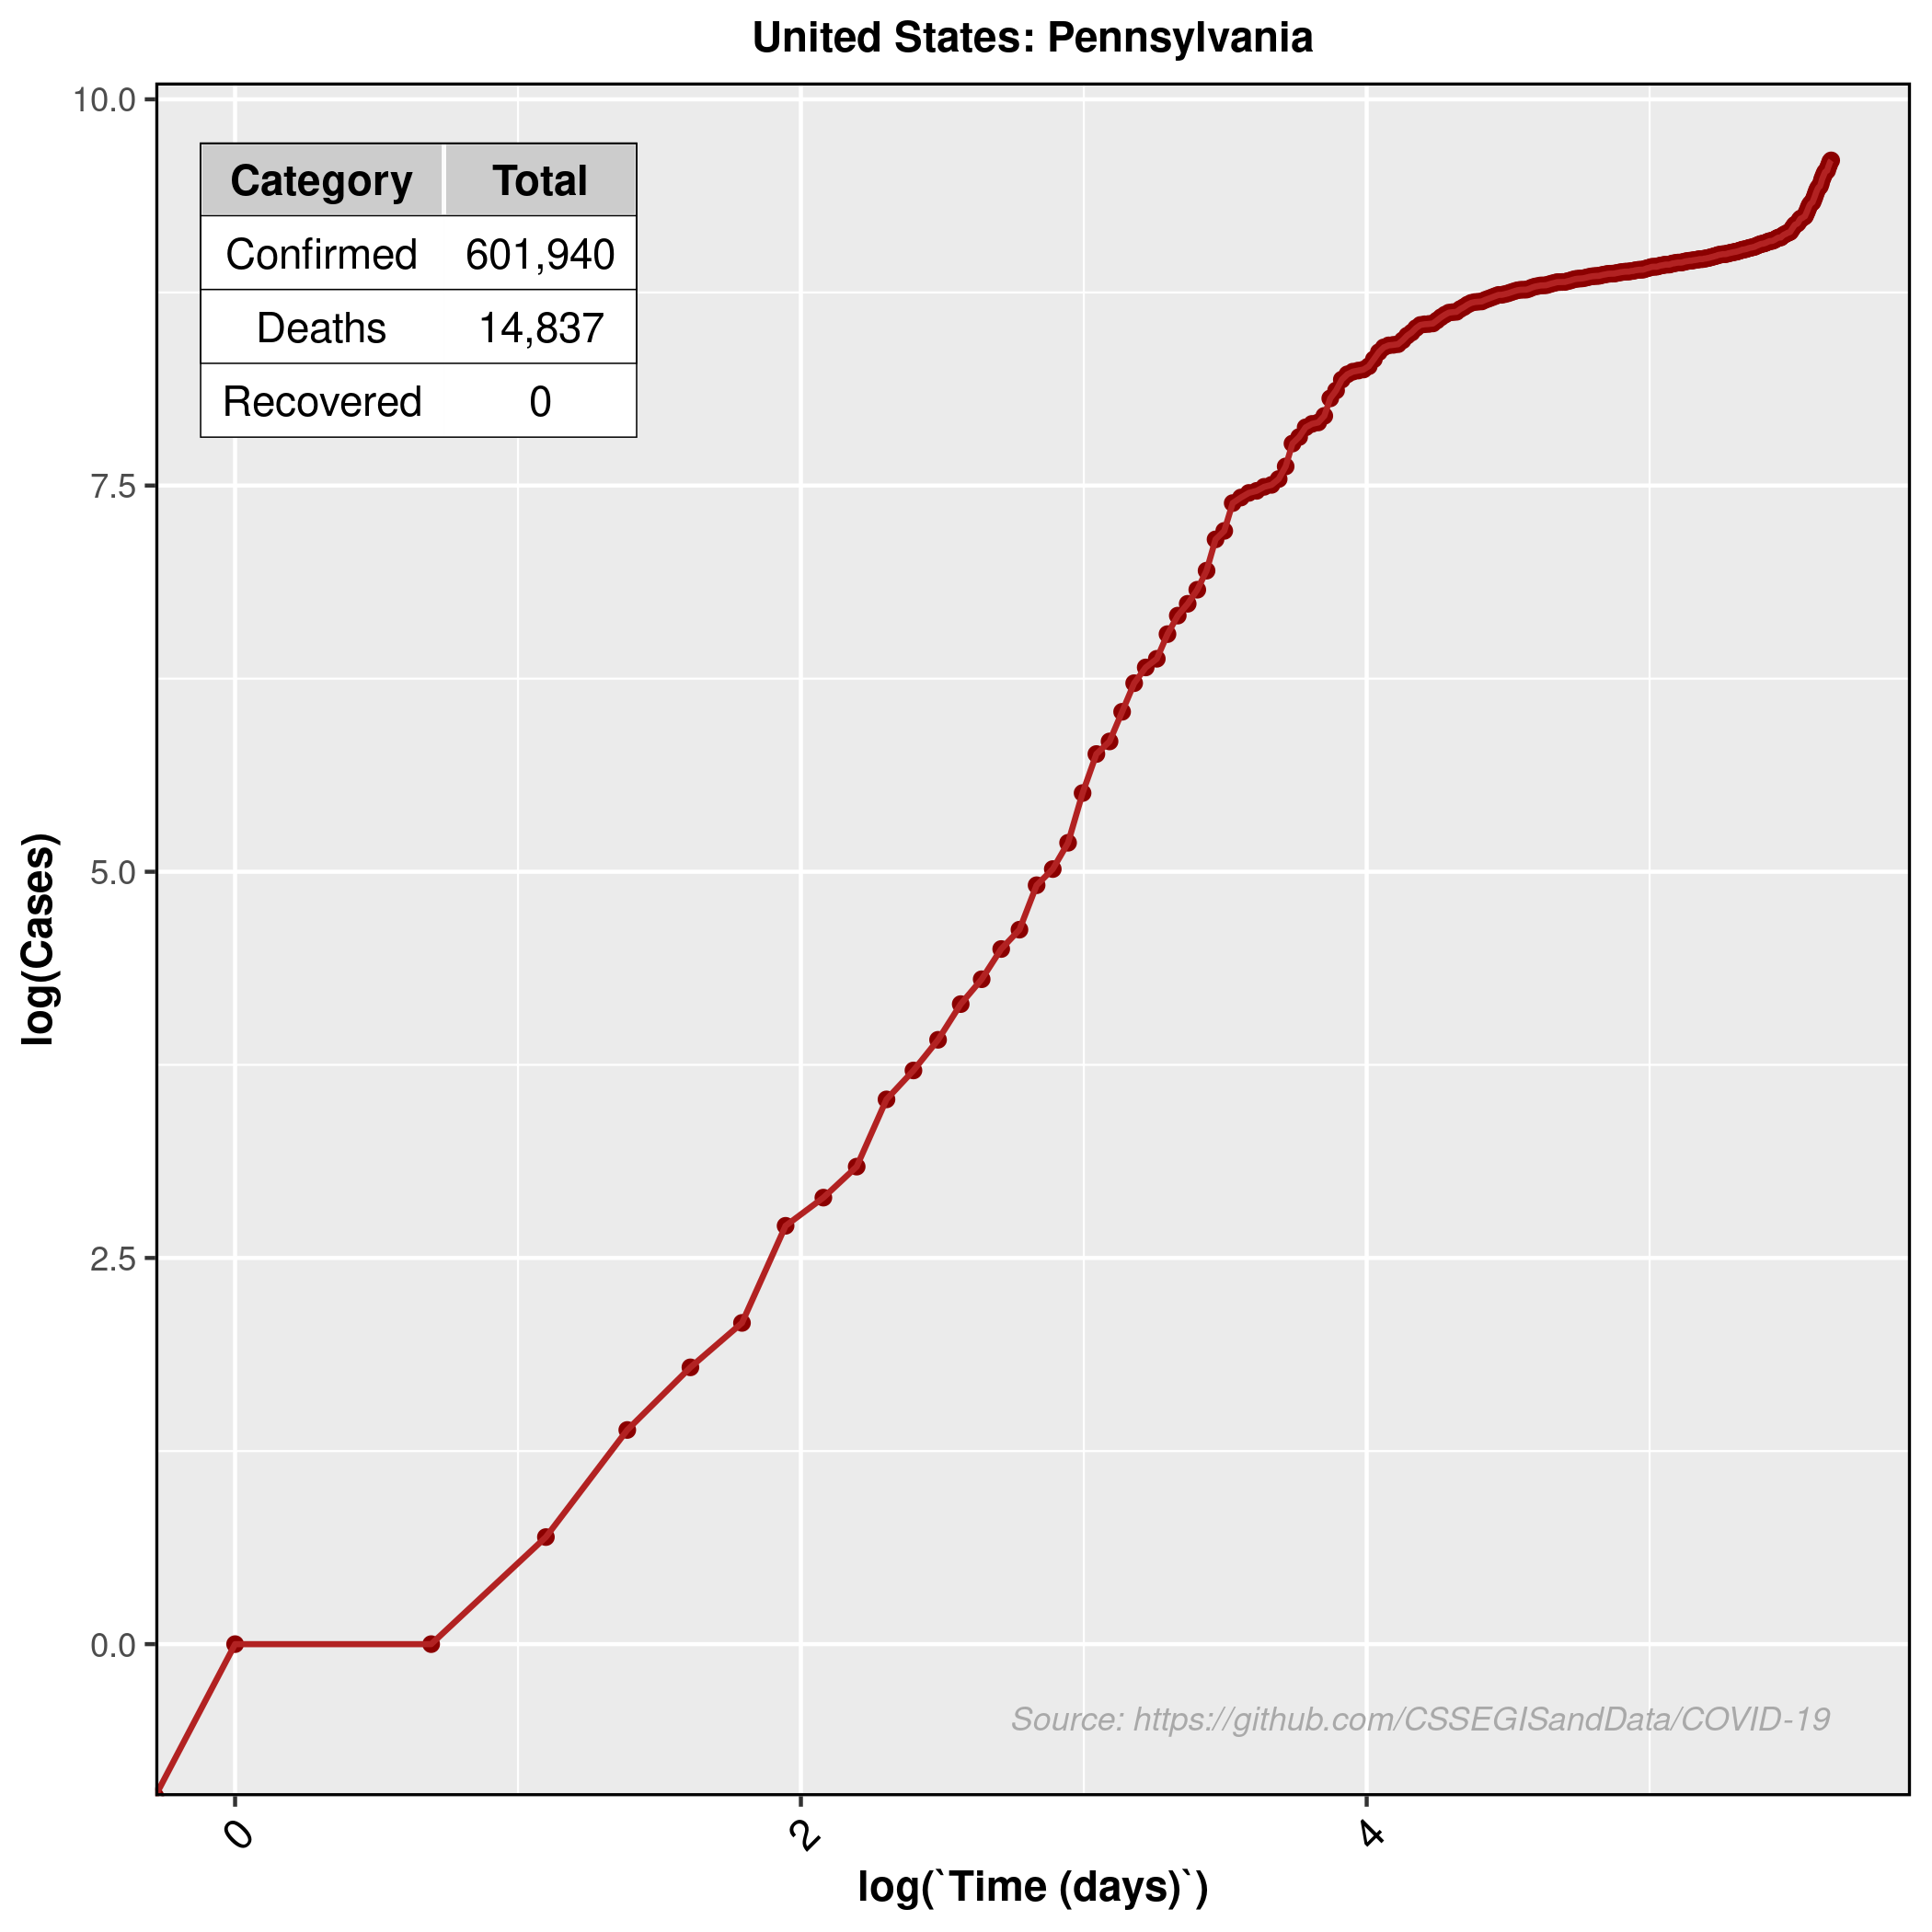 United States: Pennsylvania
10.0
7.5
5.0
2.5
0.0
log(Cases)
Category Total
Confirmed 601,940
Deaths 14,837
Recovered 0
Source: https://github.com/CSSEGISandData/COVID-19
0 2 4
log(`Time (days)`)